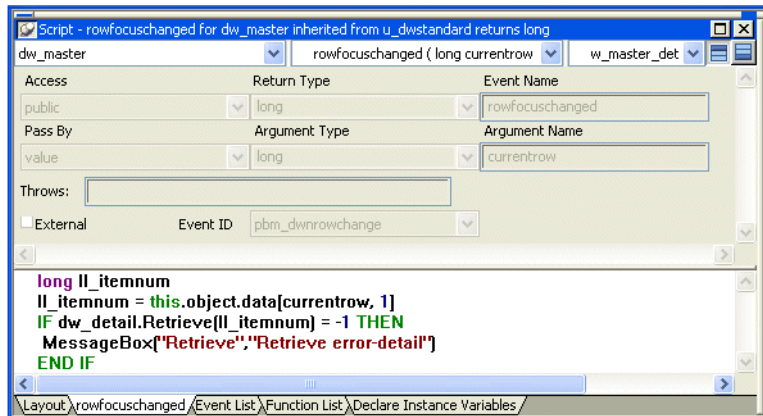 Script - rowfocuschanged for dw_master inherited from u_dwstandard returns long
dw_master rowfocuschanged ( long currentrow w_master_det
Access Return Type Event Name
public long rowfocuschanged
Pass By Argument Type Argument Name
value long currentrow
Throws:
External Event ID pbm_dwnrowchange
long ll_itemnum
ll_itemnum = this.object.data[currentrow, 1]
IF dw_detail.Retrieve(ll_itemnum) = -1 THEN
MessageBox("Retrieve","Retrieve error-detail")
END IF
Layout rowfocuschanged Event List Function List Declare Instance Variables